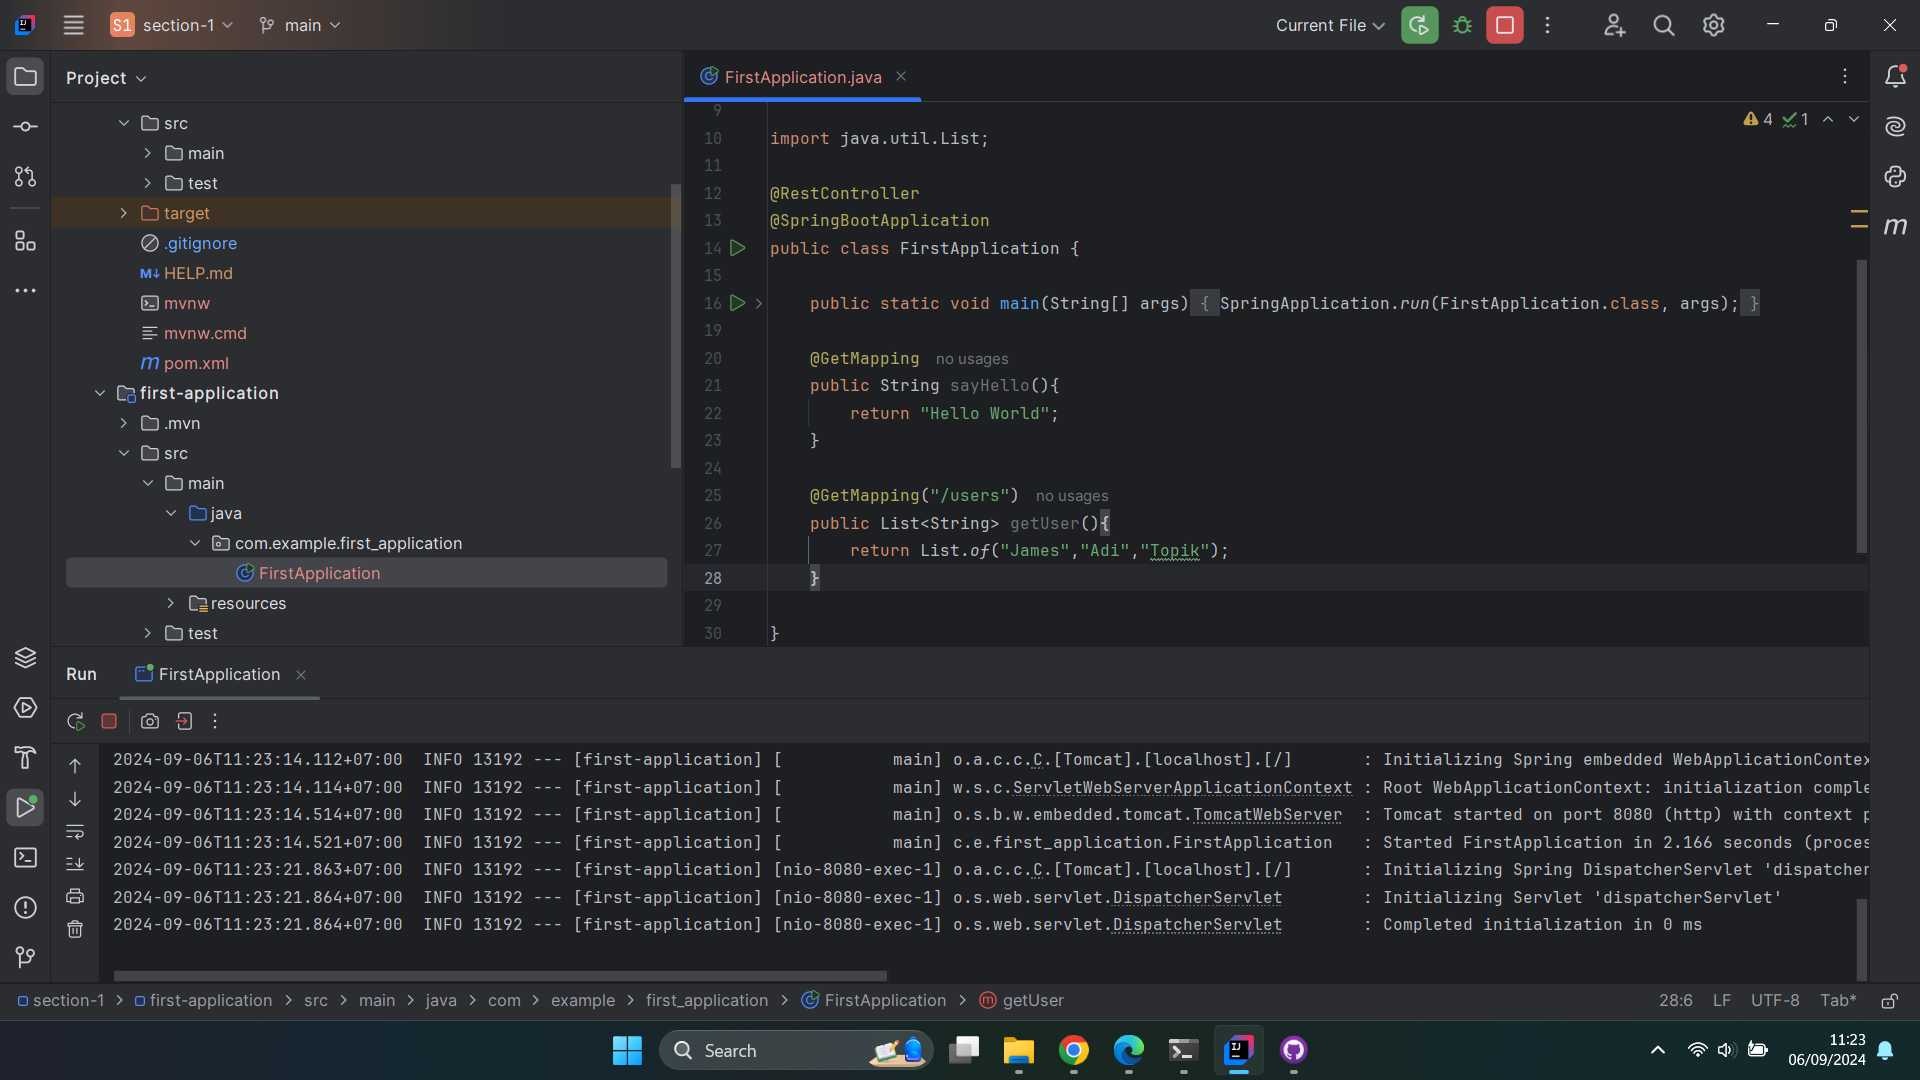 S1 section-1 main Current File
Project
FirstApplication.java
src
main
test
target
.gitignore
M↓ HELP.md
mvnw
mvnw.cmd
m pom.xml
first-application
.mvn
src
main
java
com.example.first_application
FirstApplication
resources
test
4 1
9
10 import java.util.List;
11
12 @RestController
13 @SpringBootApplication
14 public class FirstApplication {
15
16 public static void main(String[] args) { SpringApplication.run(FirstApplication.class, args); }
19
20 @GetMapping no usages
21 public String sayHello(){
22 return "Hello World";
23 }
24
25 @GetMapping("/users") no usages
26 public List<String> getUser(){
27 return List.of("James","Adi","Topik");
28 }
29
30 }
m
Run FirstApplication
2024-09-06T11:23:14.112+07:00 INFO 13192 --- [first-application] [ main] o.a.c.c.C.[Tomcat].[localhost].[/] : Initializing Spring embedded WebApplicationContex
2024-09-06T11:23:14.114+07:00 INFO 13192 --- [first-application] [ main] w.s.c.ServletWebServerApplicationContext : Root WebApplicationContext: initialization comple
2024-09-06T11:23:14.514+07:00 INFO 13192 --- [first-application] [ main] o.s.b.w.embedded.tomcat.TomcatWebServer : Tomcat started on port 8080 (http) with context p
2024-09-06T11:23:14.521+07:00 INFO 13192 --- [first-application] [ main] c.e.first_application.FirstApplication : Started FirstApplication in 2.166 seconds (proces
2024-09-06T11:23:21.863+07:00 INFO 13192 --- [first-application] [nio-8080-exec-1] o.a.c.c.C.[Tomcat].[localhost].[/] : Initializing Spring DispatcherServlet 'dispatcher
2024-09-06T11:23:21.864+07:00 INFO 13192 --- [first-application] [nio-8080-exec-1] o.s.web.servlet.DispatcherServlet : Initializing Servlet 'dispatcherServlet'
2024-09-06T11:23:21.864+07:00 INFO 13192 --- [first-application] [nio-8080-exec-1] o.s.web.servlet.DispatcherServlet : Completed initialization in 0 ms
section-1 > first-application > src > main > java > com > example > first_application > FirstApplication > m getUser 28:6 LF UTF-8 Tab*
Search
11:23
06/09/2024